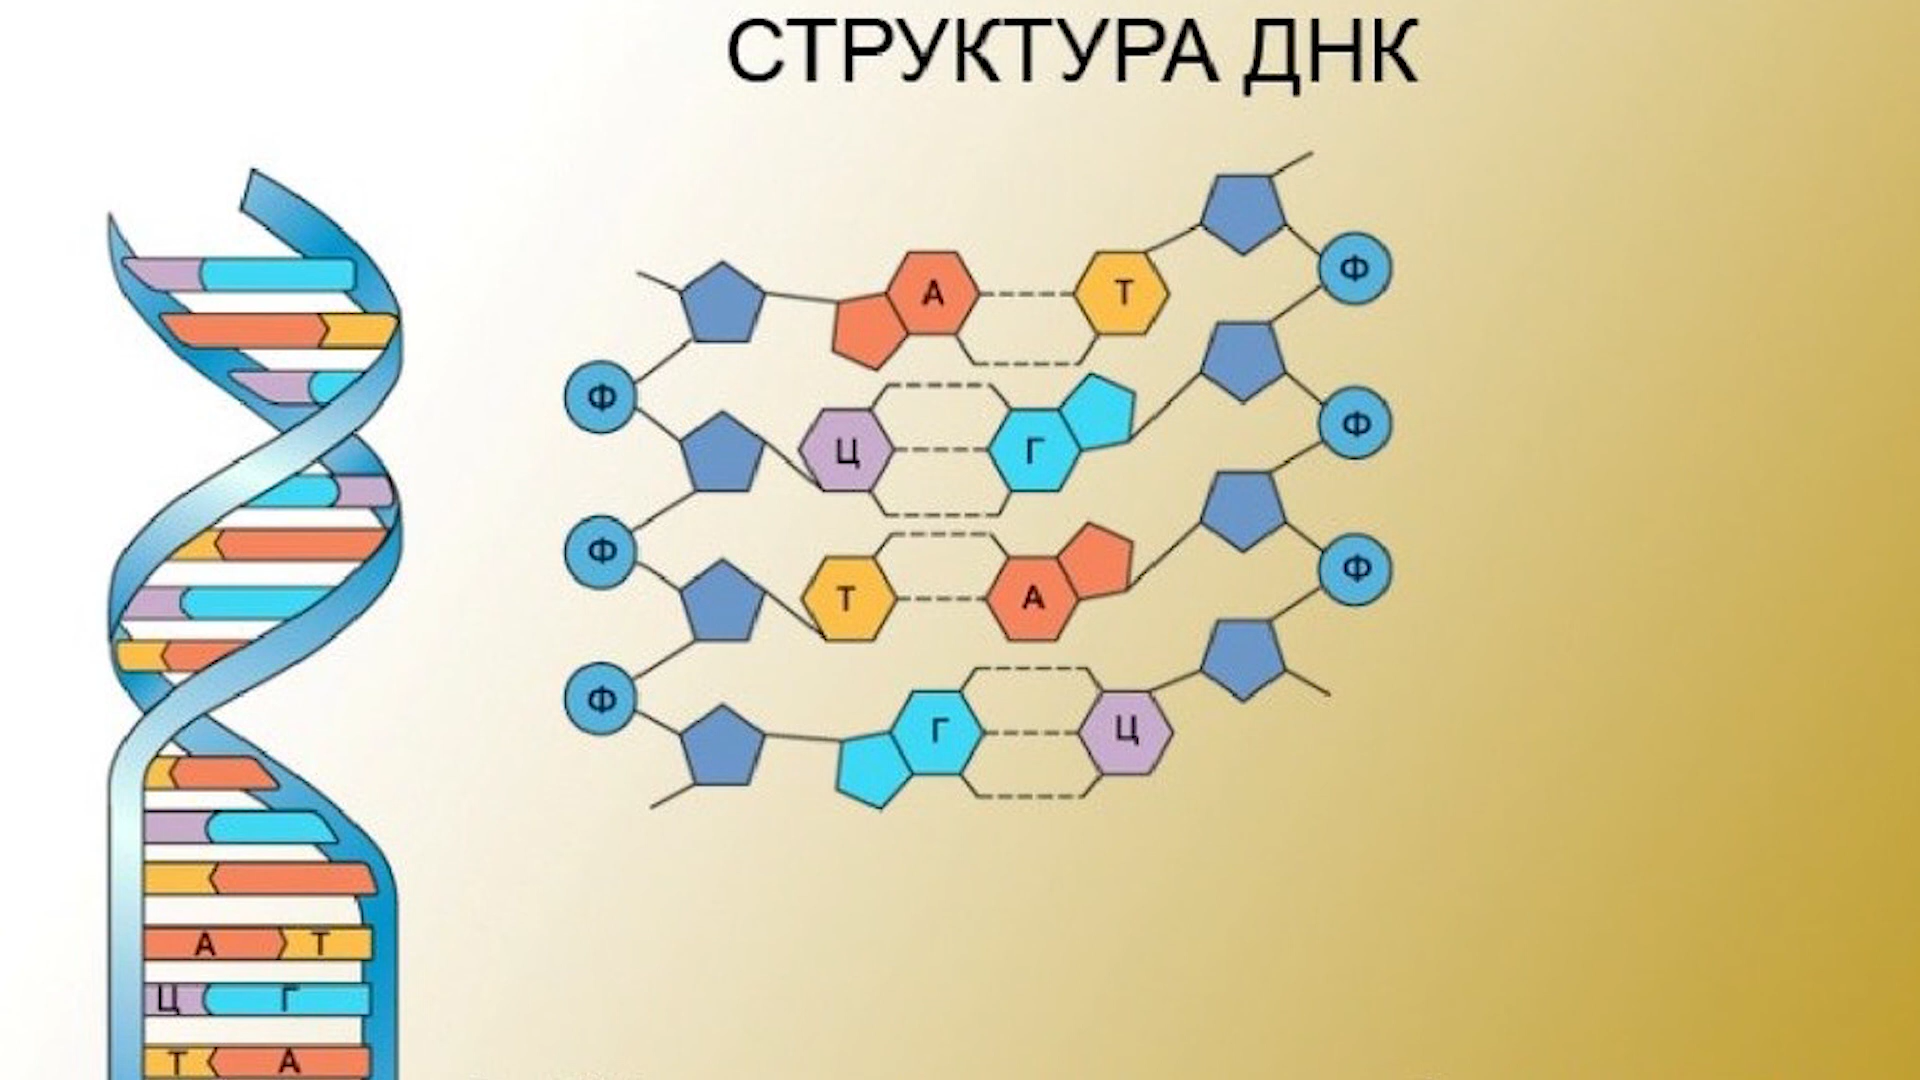 СТРУКТУРА ДНК
Ф
А Т
Ф
Ц Г
Ф
Ф
Т А
Ф
Ф
Г Ц
А Т
Ц Г
Т А